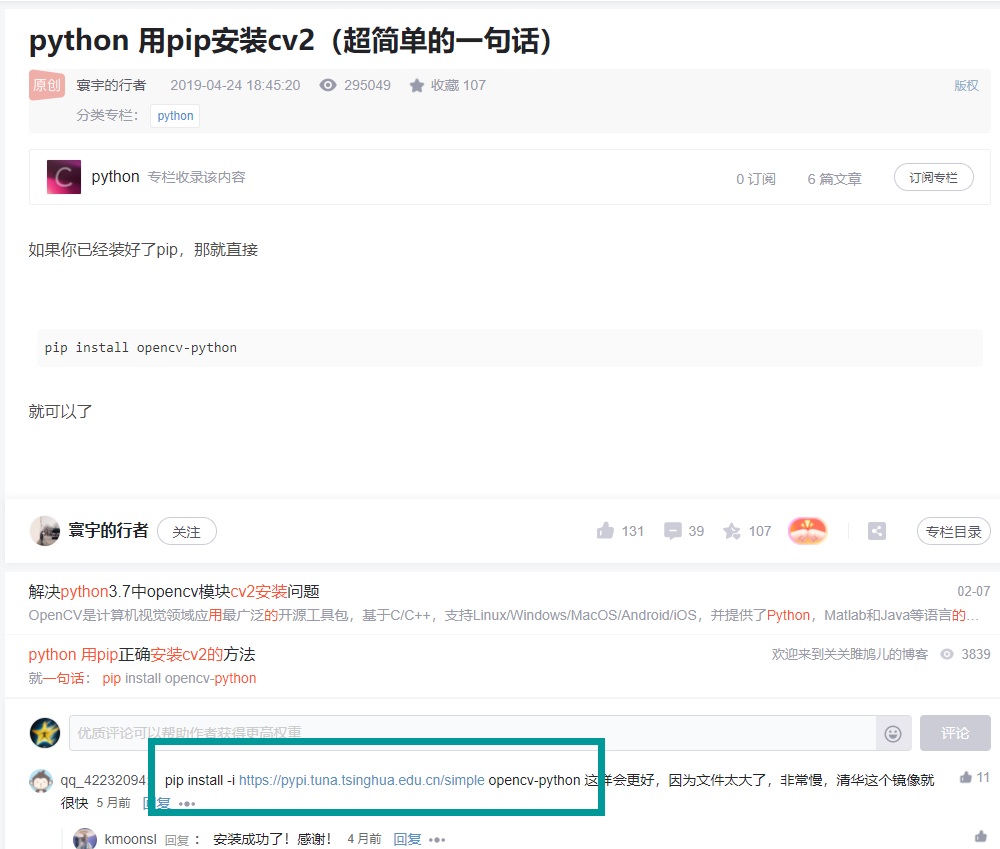 python 用pip安装cv2（超简单的一句话）
原创 寰宇的行者 2019-04-24 18:45:20 295049 收藏 107 版权
分类专栏： python
C python 专栏收录该内容 0 订阅 6 篇文章 订阅专栏
如果你已经装好了pip，那就直接
pip install opencv-python
就可以了
寰宇的行者 关注 131 39 107 专栏目录
解决python3.7中opencv模块cv2安装问题 02-07
OpenCV是计算机视觉领域应用最广泛的开源工具包，基于C/C++，支持Linux/Windows/MacOS/Android/iOS，并提供了Python，Matlab和Java等语言的…
python 用pip正确安装cv2的方法 欢迎来到关关雎鸠儿的博客 3839
就一句话： pip install opencv-python
优质评论可以帮助作者获得更高权重 评论
qq_42232094 pip install -i https://pypi.tuna.tsinghua.edu.cn/simple opencv-python 这样会更好，因为文件太大了，非常慢，清华这个镜像就 11
很快 5 月前 回复
kmoonsl 回复： 安装成功了！感谢！ 4 月前 回复